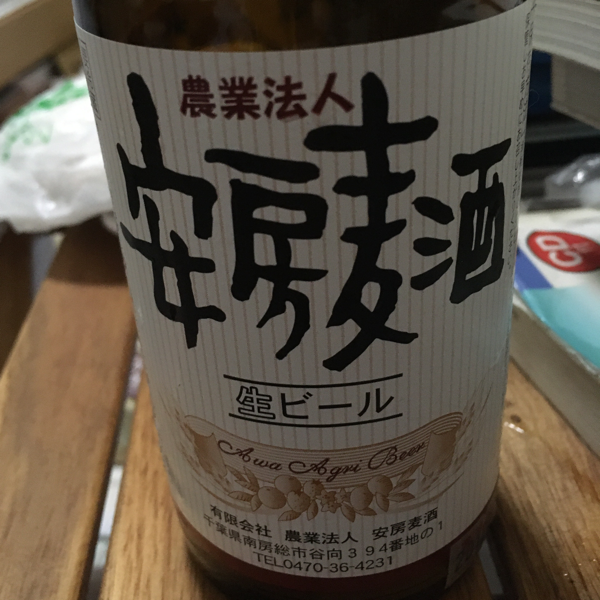 農業法人
安房麦酒
生ビール
Awa Agri Beer
有限会社 農業法人 安房麦酒
千葉県南房総市谷向394番地の1
TEL0470-36-4231
CD